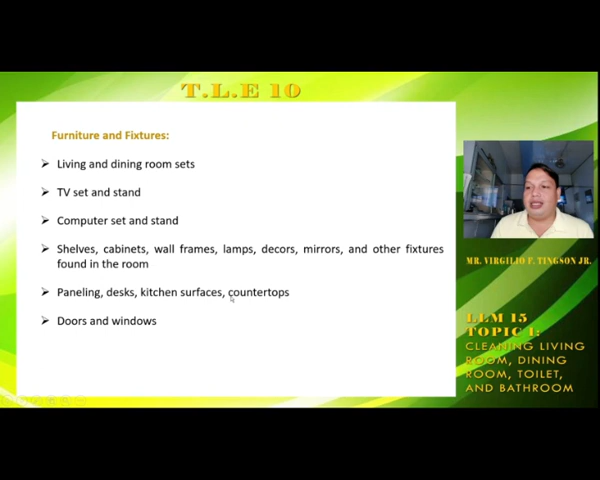 T.L.E 10
Furniture and Fixtures:
➤ Living and dining room sets
➤ TV set and stand
➤ Computer set and stand
➤ Shelves, cabinets, wall frames, lamps, decors, mirrors, and other fixtures
found in the room
➤ Paneling, desks, kitchen surfaces, countertops
➤ Doors and windows
MR. VIRGILIO F. TINGSON JR.
LLM 15
TOPIC 1:
CLEANING LIVING
ROOM, DINING
ROOM, TOILET,
AND BATHROOM